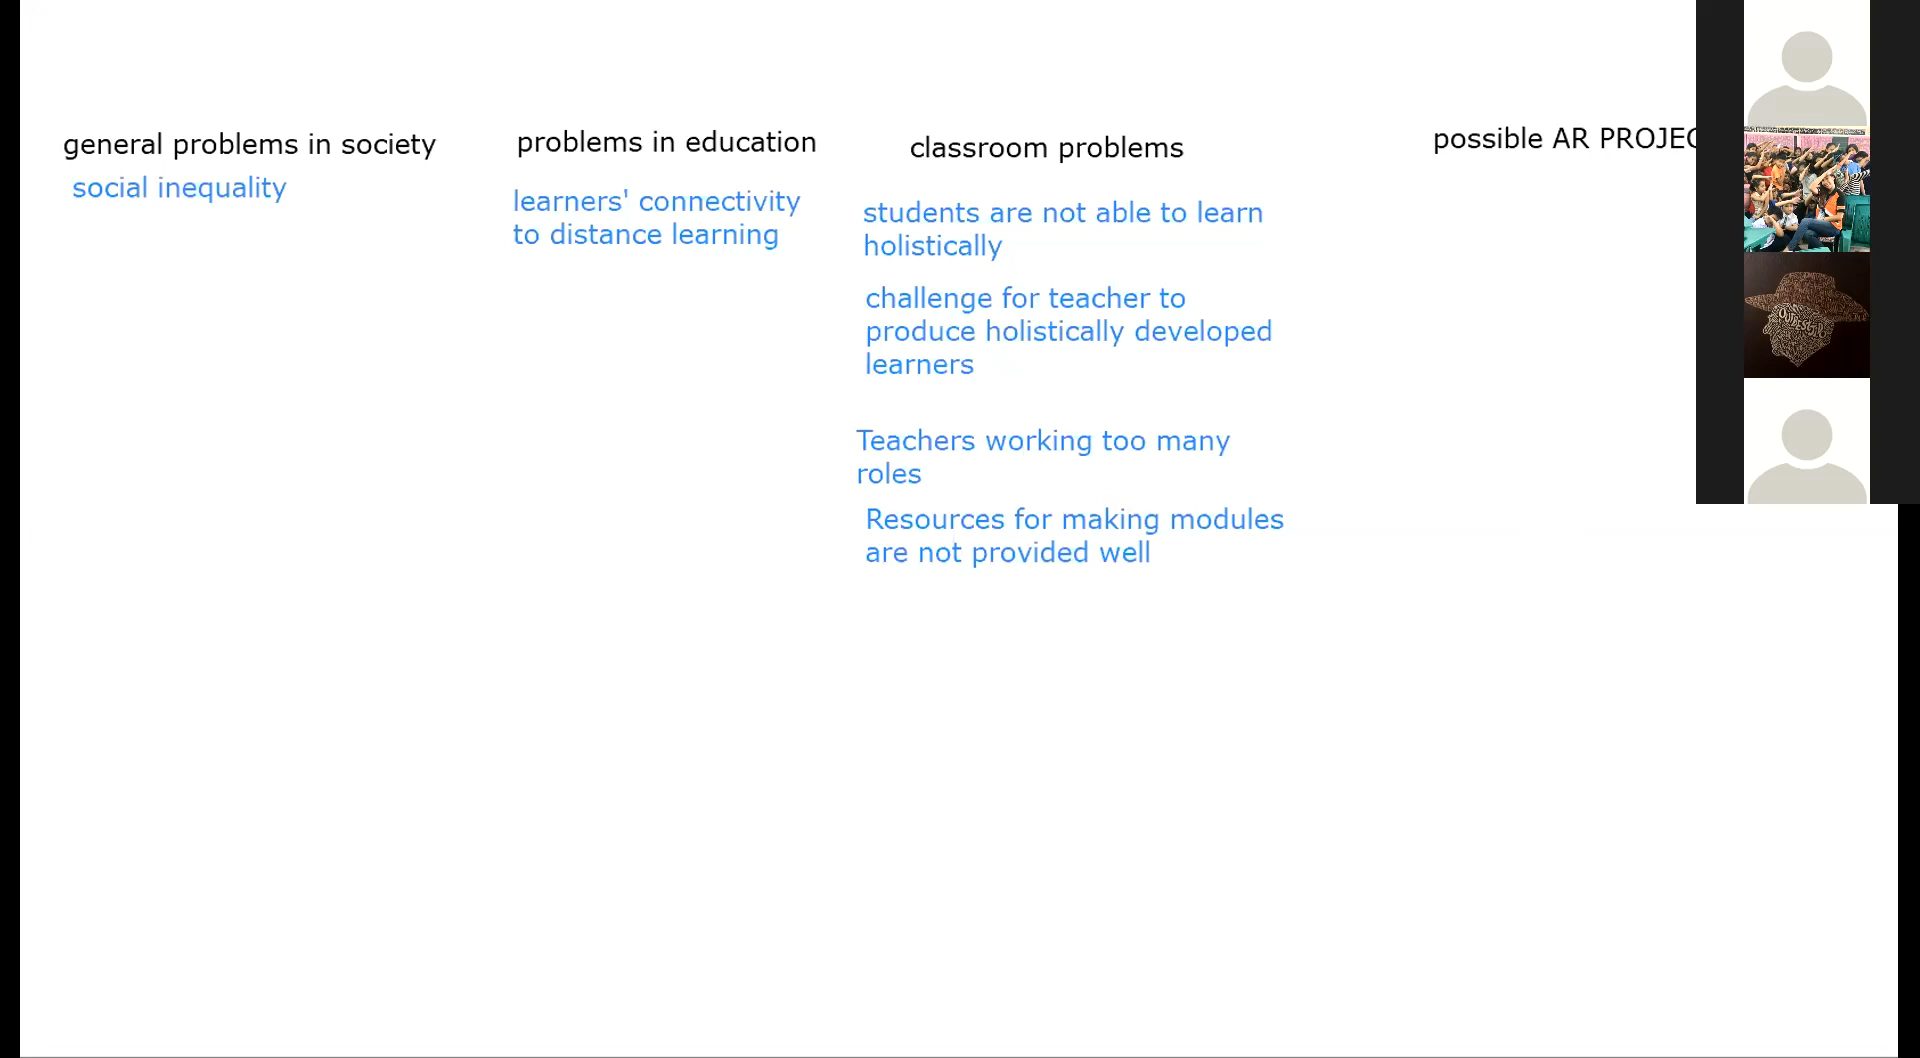 general problems in society
social inequality
problems in education
learners' connectivity
to distance learning
classroom problems
students are not able to learn
holistically
challenge for teacher to
produce holistically developed
learners
Teachers working too many
roles
Resources for making modules
are not provided well
possible AR PROJEC